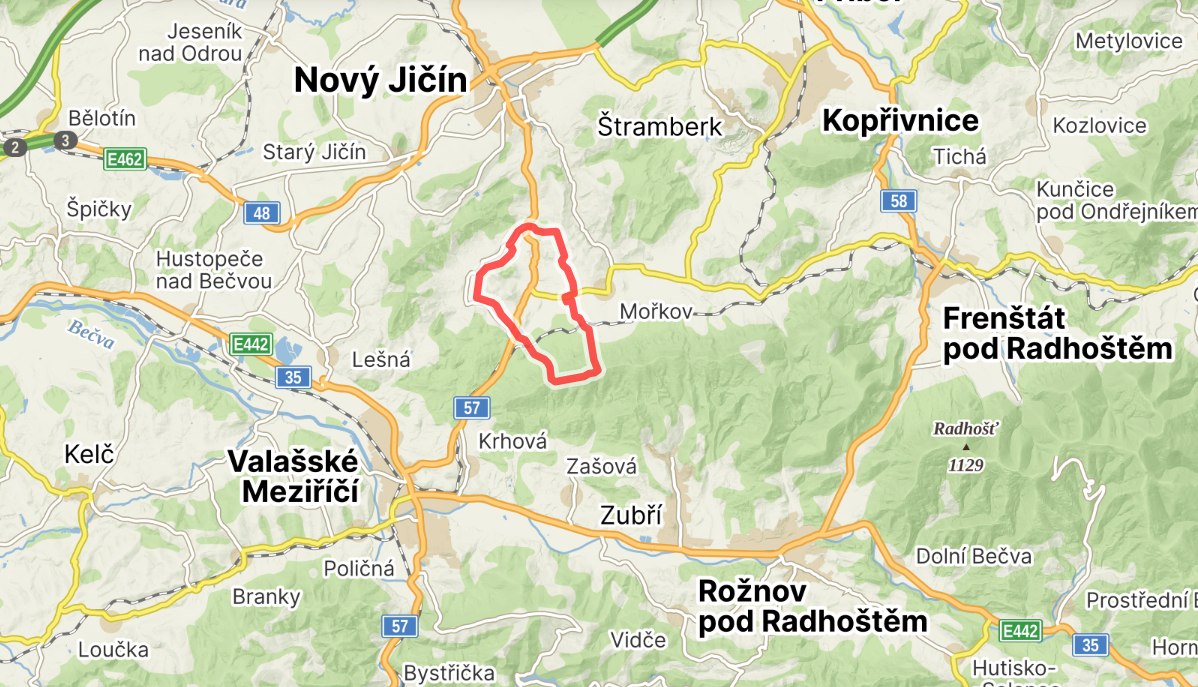 Jeseník
nad Odrou
Metylovice
Nový Jičín
Bělotín
Štramberk
Kopřivnice
Kozlovice
2
3
E462
Starý Jičín
Tichá
Kunčice
pod Ondřejníkem
Špičky
48
58
Hustopeče
nad Bečvou
Mořkov
Frenštát
pod Radhoštěm
Bečva
E442
Lešná
35
57
Radhošť
1129
Krhová
Kelč
Valašské
Meziříčí
Zašová
Zubří
Poličná
Dolní Bečva
Branky
Rožnov
pod Radhoštěm
Prostřední
57
E442
35
Loučka
Vidče
Bystřička
Hutisko-